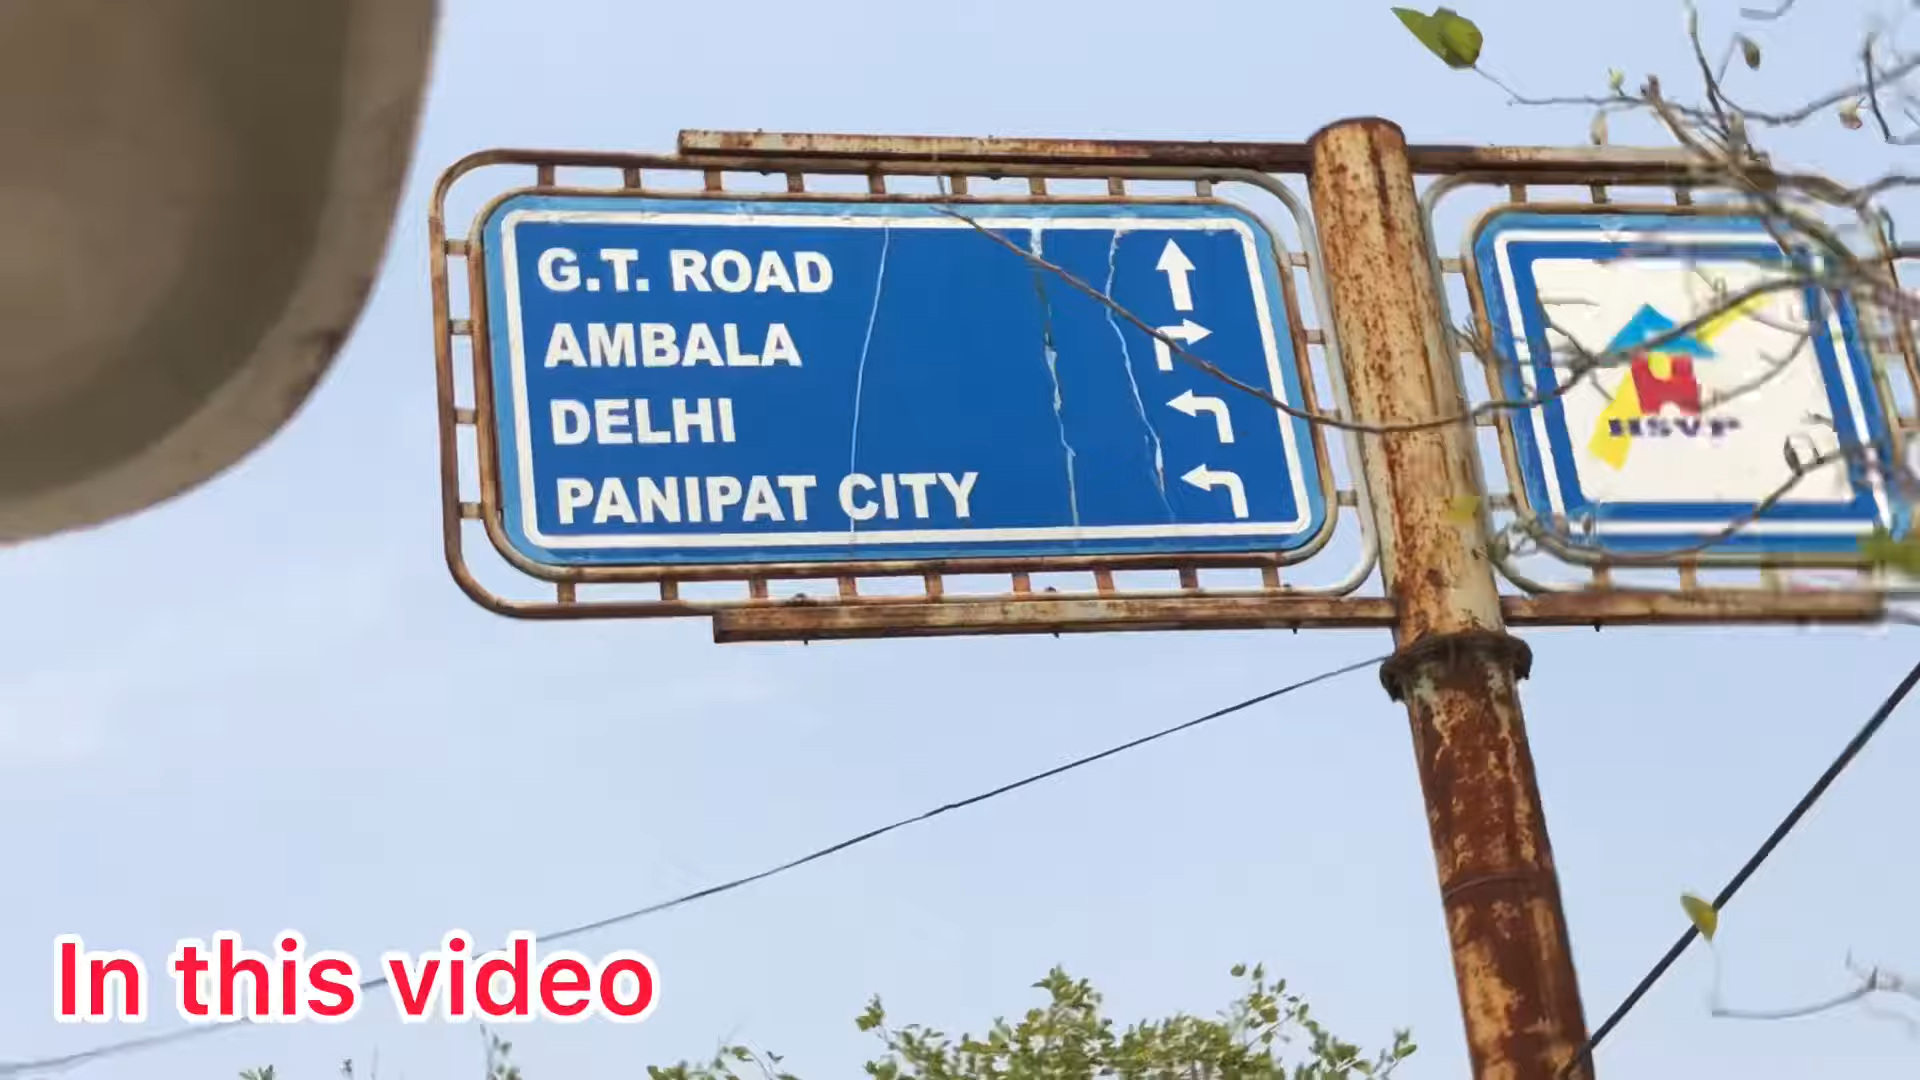 G.T. ROAD
AMBALA
DELHI
PANIPAT CITY
HSVP
In this video